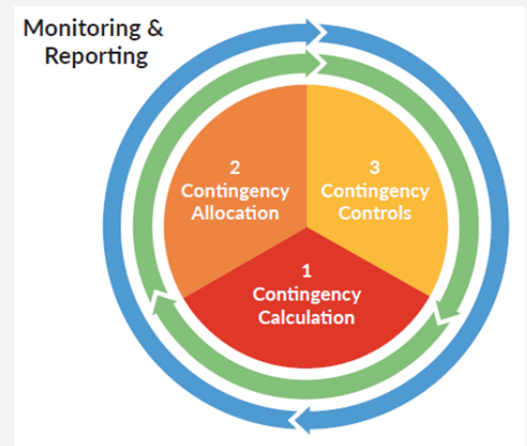 Monitoring &
Reporting
2
Contingency
Allocation
3
Contingency
Controls
1
Contingency
Calculation